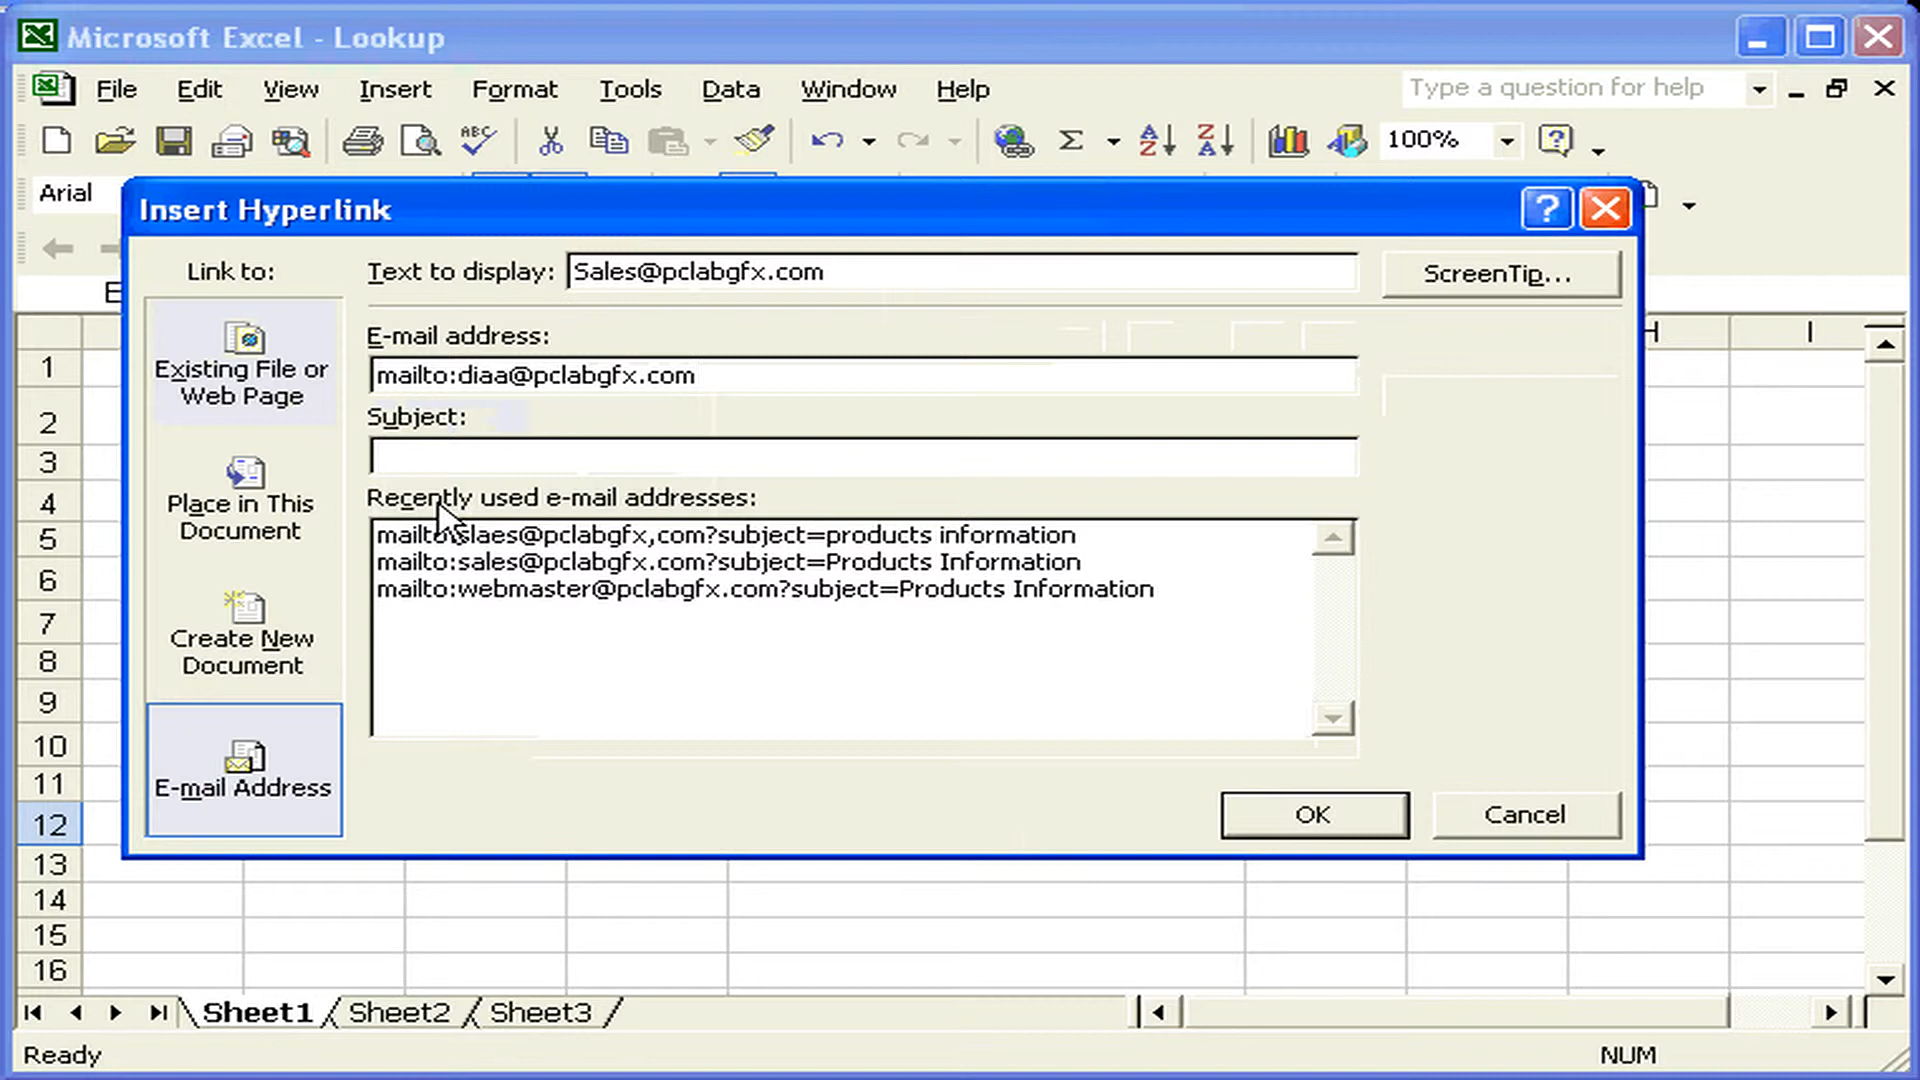 Microsoft Excel - Lookup
File Edit View Insert Format Tools Data Window Help Type a question for help
ABC Σ A Z Z A 100% ?
Arial
Insert Hyperlink ?
Link to: Text to display: Sales@pclabgfx.com ScreenTip...
E
E-mail address:
H I
Existing File or Web Page
mailto:diaa@pclabgfx.com
Subject:
Place in This Document
Recently used e-mail addresses:
mailto:slaes@pclabgfx,com?subject=products information
mailto:sales@pclabgfx.com?subject=Products Information
mailto:webmaster@pclabgfx.com?subject=Products Information
Create New Document
E-mail Address
OK Cancel
1
2
3
4
5
6
7
8
9
10
11
12
13
14
15
16
Sheet1 Sheet2 Sheet3
Ready NUM